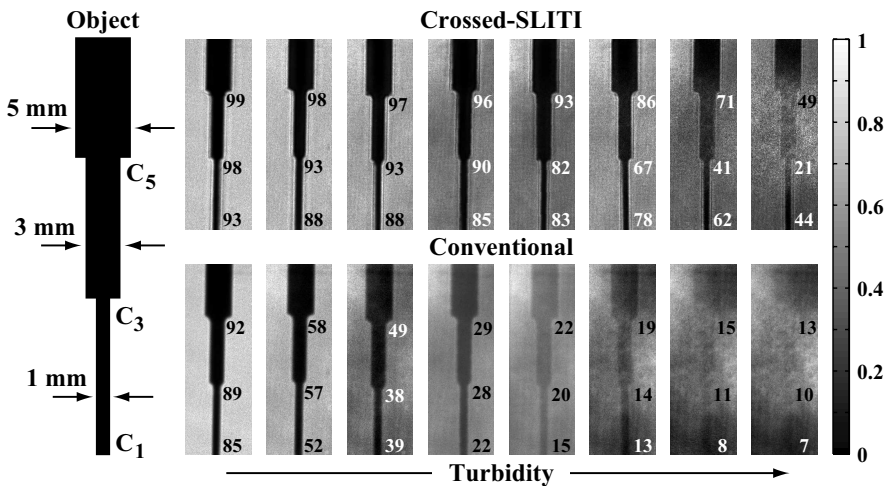 Object
Crossed-SLITI
5 mm
C5
3 mm
C3
1 mm
C1
99 98 97 96 93 86 71 49
98 93 93 90 82 67 41 21
93 88 88 85 83 78 62 44
Conventional
92 58 49 29 22 19 15 13
89 57 38 28 20 14 11 10
85 52 39 22 15 13 8 7
Turbidity
1
0.8
0.6
0.4
0.2
0